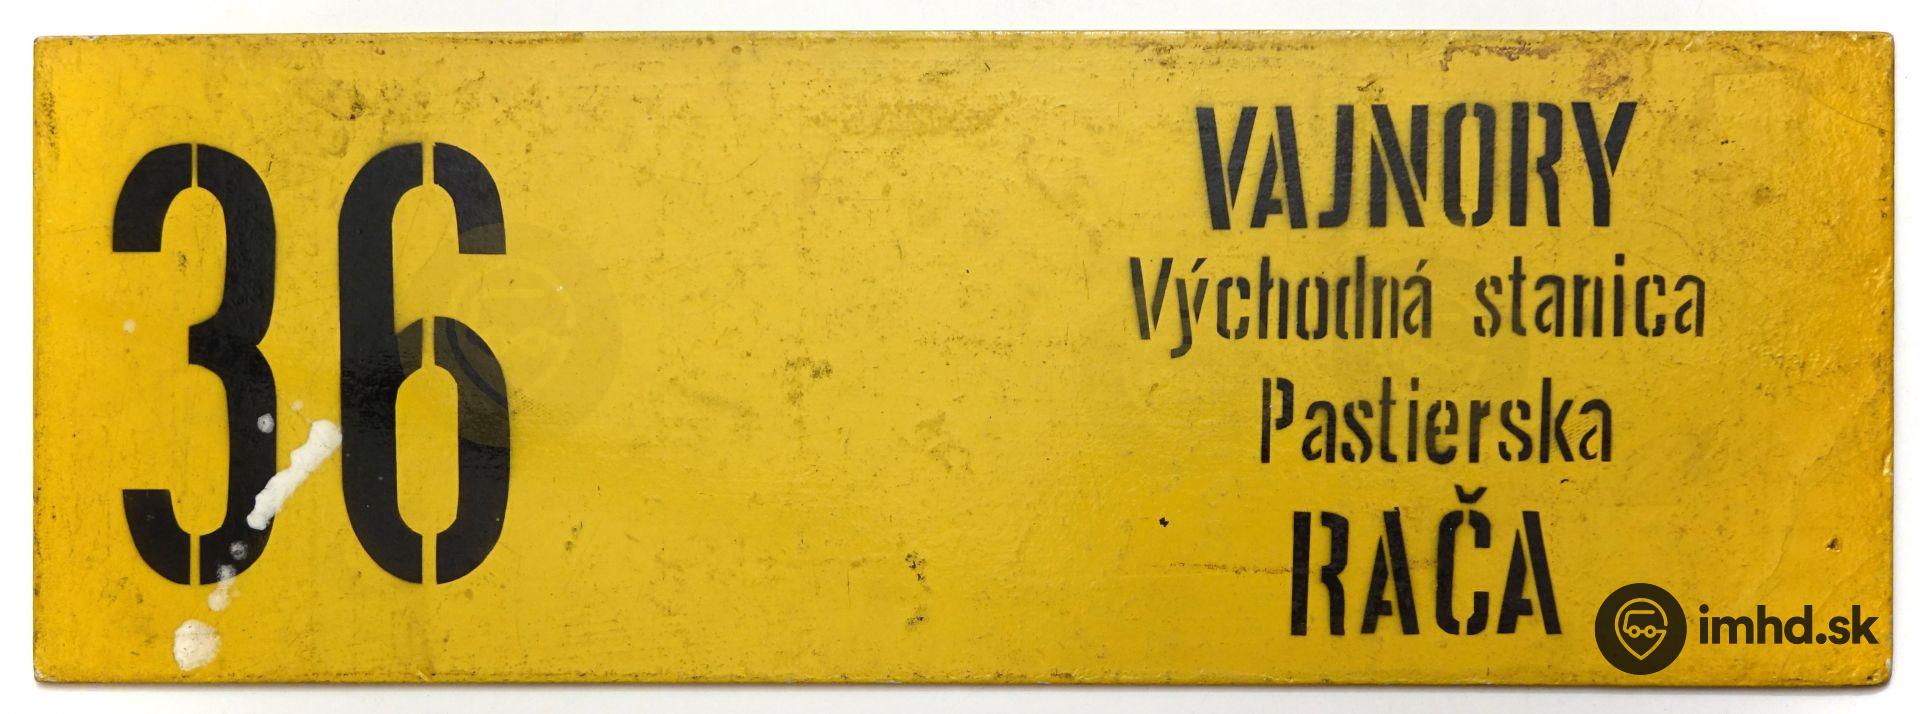 36
VAJNORY
Východná stanica
Pastierska
RAČA
imhd.sk